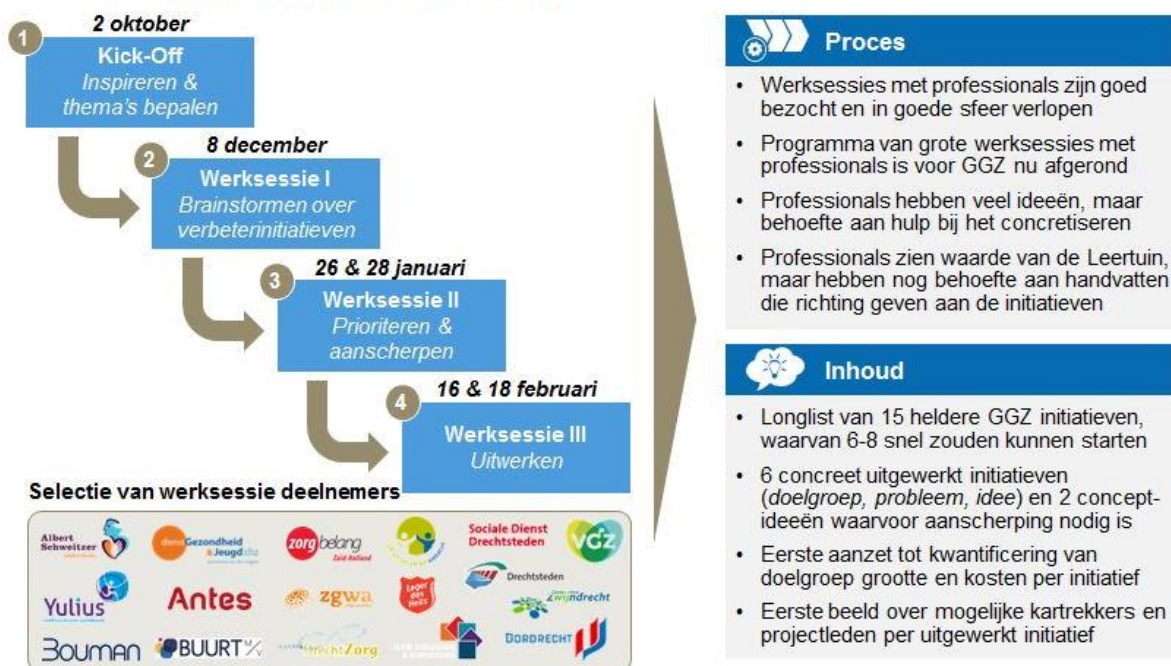 1
2 oktober
Kick-Off
Inspireren &
thema's bepalen
2
8 december
Werksessie I
Brainstormen over
verbeterinitiatieven
3
26 & 28 januari
Werksessie II
Prioriteren &
aanscherpen
4
16 & 18 februari
Werksessie III
Uitwerken
Selectie van werksessie deelnemers
Albert
Schweitzer
dienst Gezondheid
& Jeugd zhz
zorgbelang
Zuid-Holland
Sociale Dienst
Drechtsteden
VGZ
Yulius
Antes
zgwa
Leger
des
Heils
Drechtsteden
Zwijndrecht
Bouman
BUURT
DrechtZorg
DORDRECHT
Proces
• Werksessies met professionals zijn goed
bezocht en in goede sfeer verlopen
• Programma van grote werksessies met
professionals is voor GGZ nu afgerond
• Professionals hebben veel ideeën, maar
behoefte aan hulp bij het concretiseren
• Professionals zien waarde van de Leertuin,
maar hebben nog behoefte aan handvatten
die richting geven aan de initiatieven
Inhoud
• Longlist van 15 heldere GGZ initiatieven,
waarvan 6-8 snel zouden kunnen starten
• 6 concreet uitgewerkt initiatieven
(doelgroep, probleem, idee) en 2 concept-
ideeën waarvoor aanscherping nodig is
• Eerste aanzet tot kwantificering van
doelgroep grootte en kosten per initiatief
• Eerste beeld over mogelijke kartrekkers en
projectleden per uitgewerkt initiatief